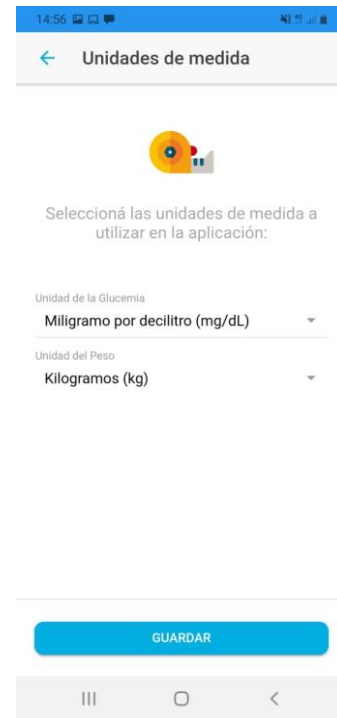 14:56
Unidades de medida
Seleccioná las unidades de medida a
utilizar en la aplicación:
Unidad de la Glucemia
Miligramo por decilitro (mg/dL)
Unidad del Peso
Kilogramos (kg)
GUARDAR